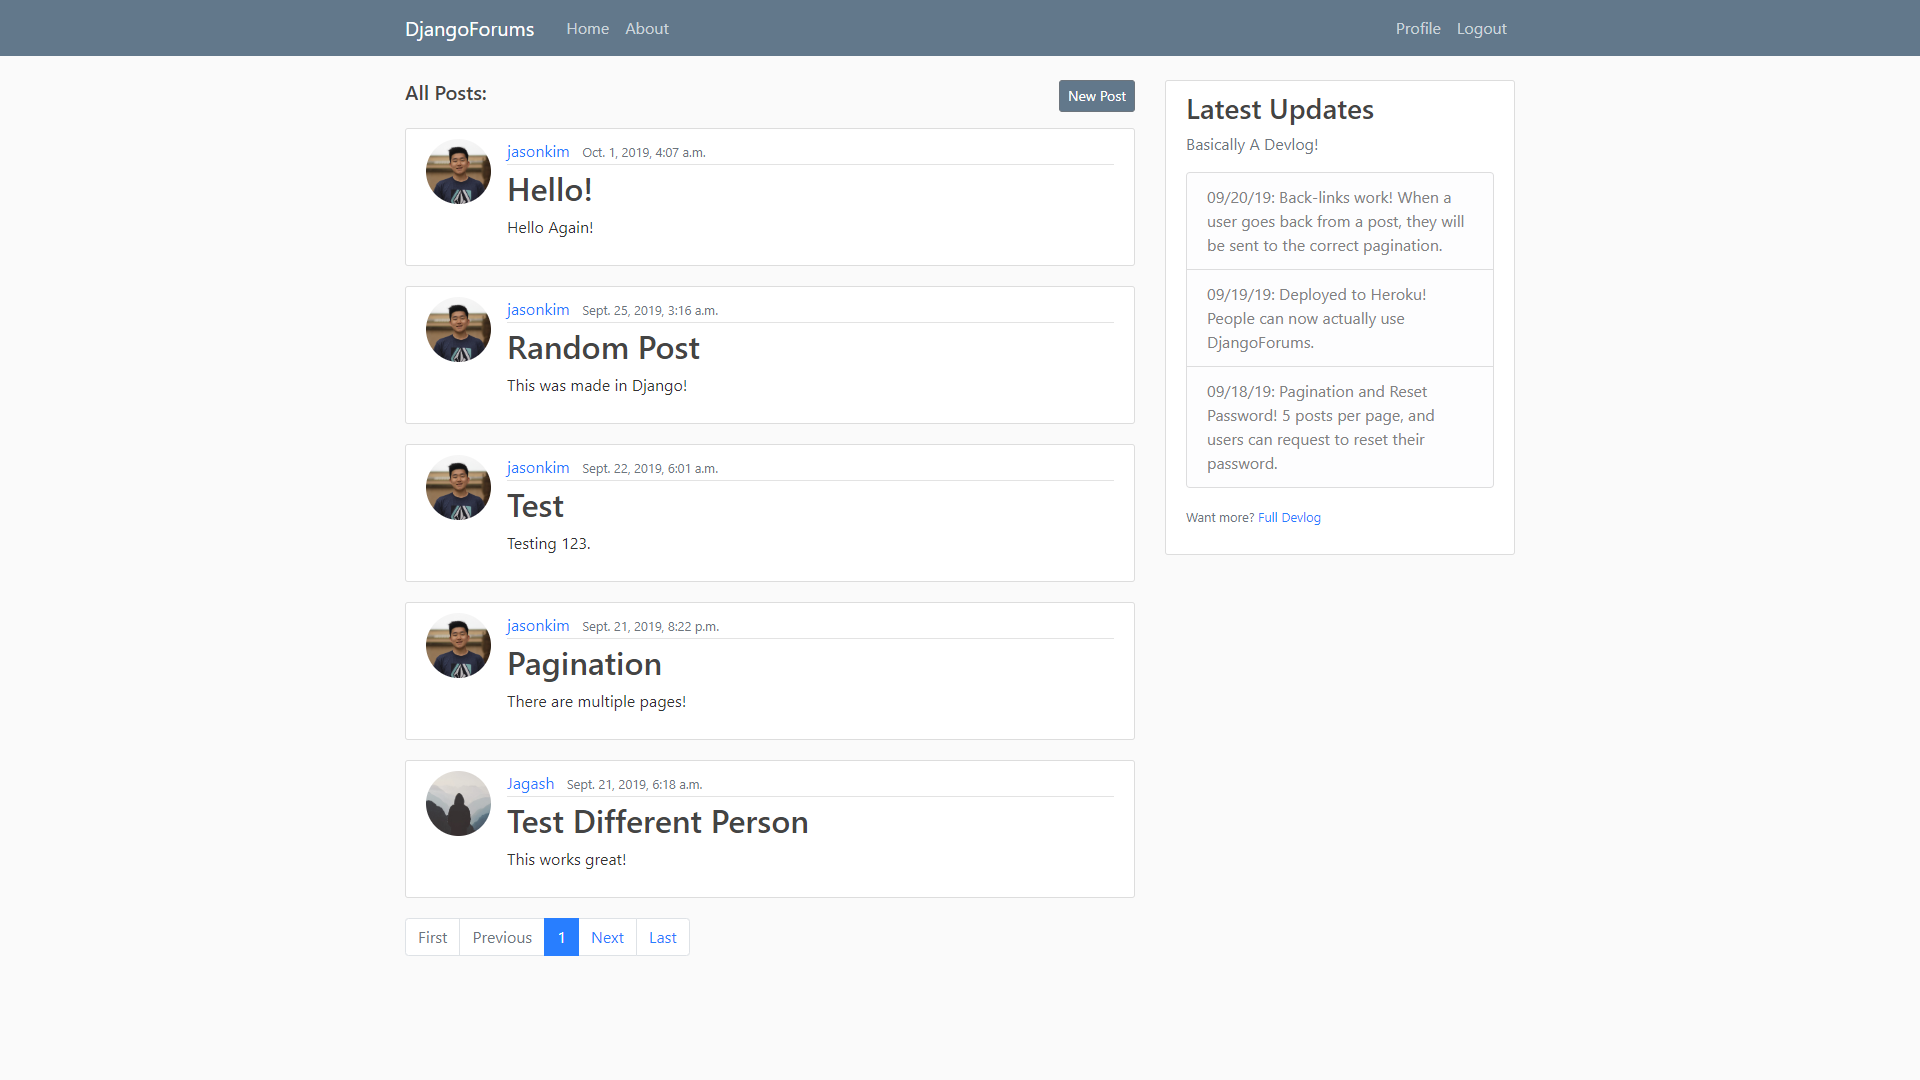 DjangoForums Home About Profile Logout
All Posts:
New Post
jasonkim Oct. 1, 2019, 4:07 a.m.
Hello!
Hello Again!
jasonkim Sept. 25, 2019, 3:16 a.m.
Random Post
This was made in Django!
jasonkim Sept. 22, 2019, 6:01 a.m.
Test
Testing 123.
jasonkim Sept. 21, 2019, 8:22 p.m.
Pagination
There are multiple pages!
Jagash Sept. 21, 2019, 6:18 a.m.
Test Different Person
This works great!
First Previous 1 Next Last
Latest Updates
Basically A Devlog!
09/20/19: Back-links work! When a
user goes back from a post, they will
be sent to the correct pagination.
09/19/19: Deployed to Heroku!
People can now actually use
DjangoForums.
09/18/19: Pagination and Reset
Password! 5 posts per page, and
users can request to reset their
password.
Want more? Full Devlog